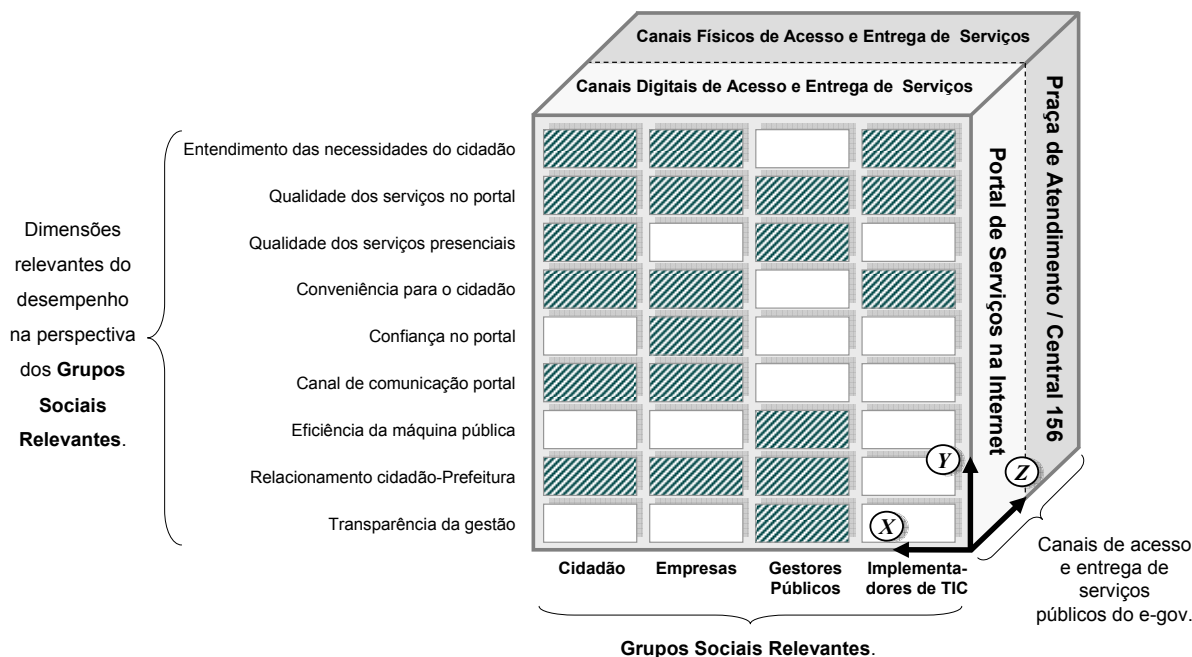 Canais Físicos de Acesso e Entrega de Serviços
Canais Digitais de Acesso e Entrega de Serviços
Dimensões
relevantes do
desempenho
na perspectiva
dos Grupos
Sociais
Relevantes.
Entendimento das necessidades do cidadão
Qualidade dos serviços no portal
Qualidade dos serviços presenciais
Conveniência para o cidadão
Confiança no portal
Canal de comunicação portal
Eficiência da máquina pública
Relacionamento cidadão-Prefeitura
Transparência da gestão
Portal de Serviços na Internet
Praça de Atendimento / Central 156
Y
Z
X
Cidadão
Empresas
Gestores
Públicos
Implementa-
dores de TIC
Canais de acesso
e entrega de
serviços
públicos do e-gov.
Grupos Sociais Relevantes.